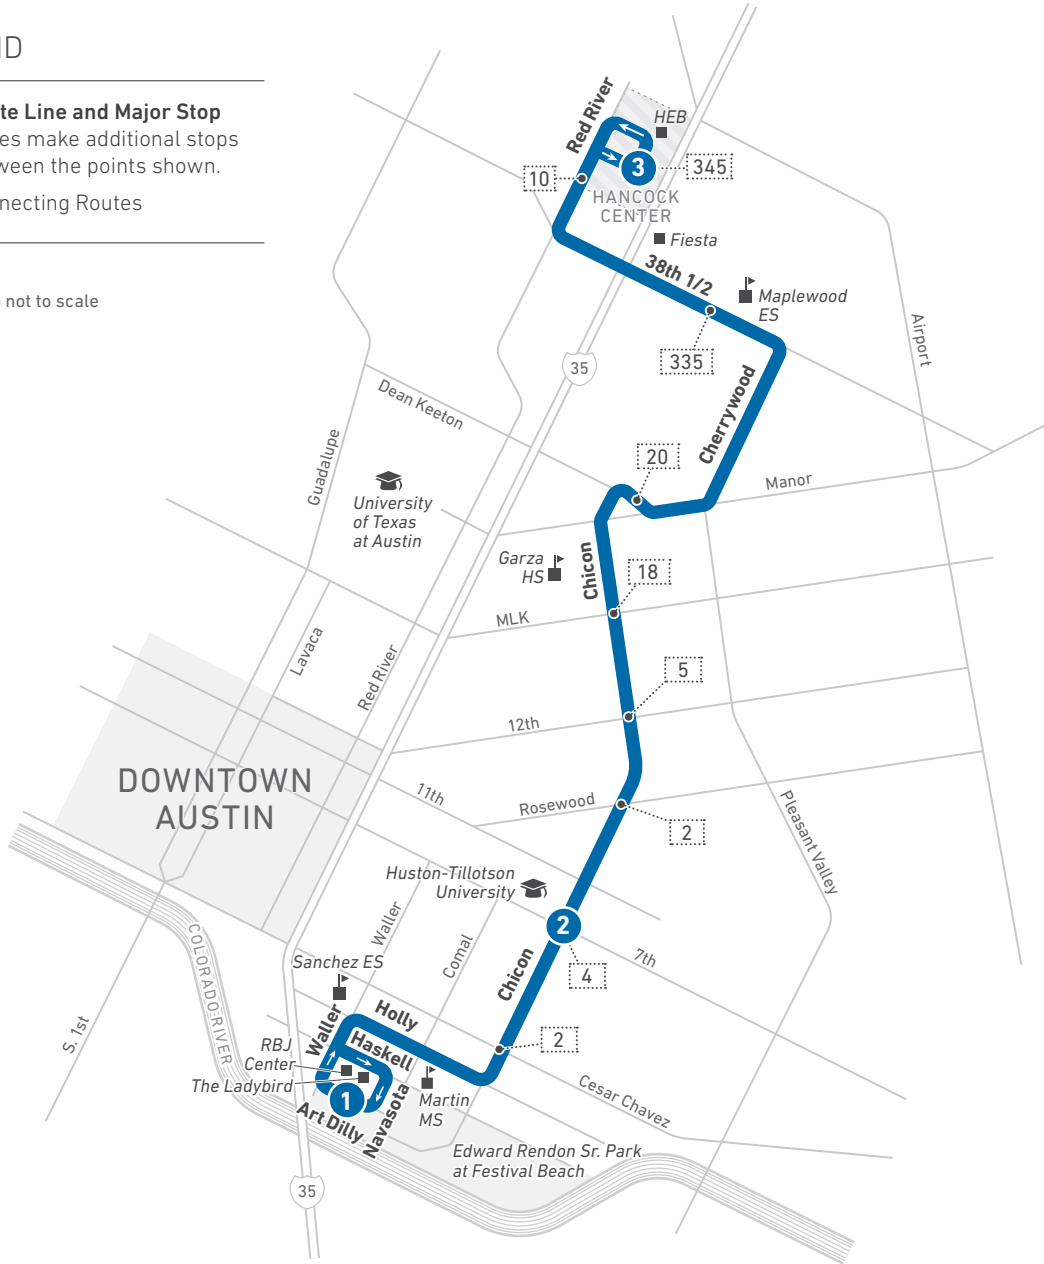 ND
te Line and Major Stop
es make additional stops
ween the points shown.
necting Routes
not to scale
Red River
HEB
3
345
10
HANCOCK
CENTER
Fiesta
38th 1/2
Maplewood
ES
Airport
335
35
Dean Keeton
Cherrywood
Guadalupe
20
Manor
University
of Texas
at Austin
Garza
HS
Chicon
18
MLK
Lavaca
Red River
5
12th
DOWNTOWN
AUSTIN
11th
Rosewood
2
Pleasant Valley
Huston-Tillotson
University
Waller
2
COLORADO RIVER
Comal
7th
Sanchez ES
Chicon
4
S. 1st
Holly
Waller
Haskell
2
RBJ
Center
The Ladybird
1
Martin
MS
Cesar Chavez
Art Dilly
Navasota
Edward Rendon Sr. Park
at Festival Beach
35